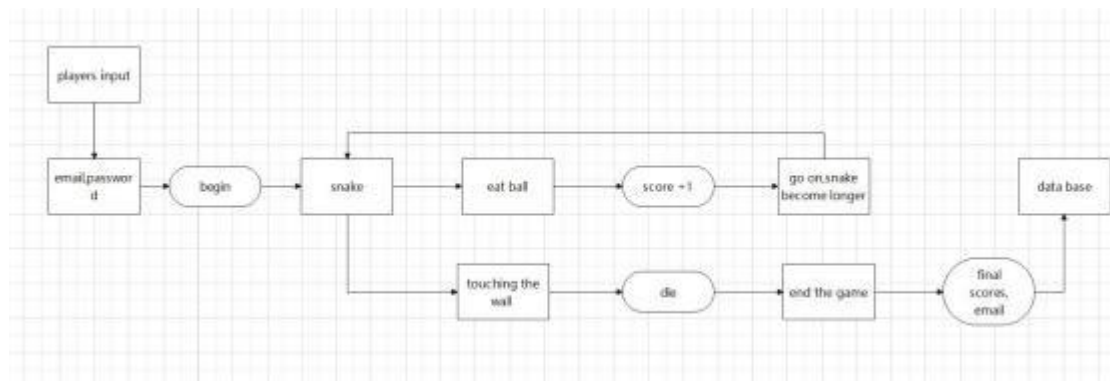 players input
email,passwor
d
begin
snake
eat ball
score +1
go on,snake
become longer
data base
touching the
wall
die
end the game
final
scores,
email